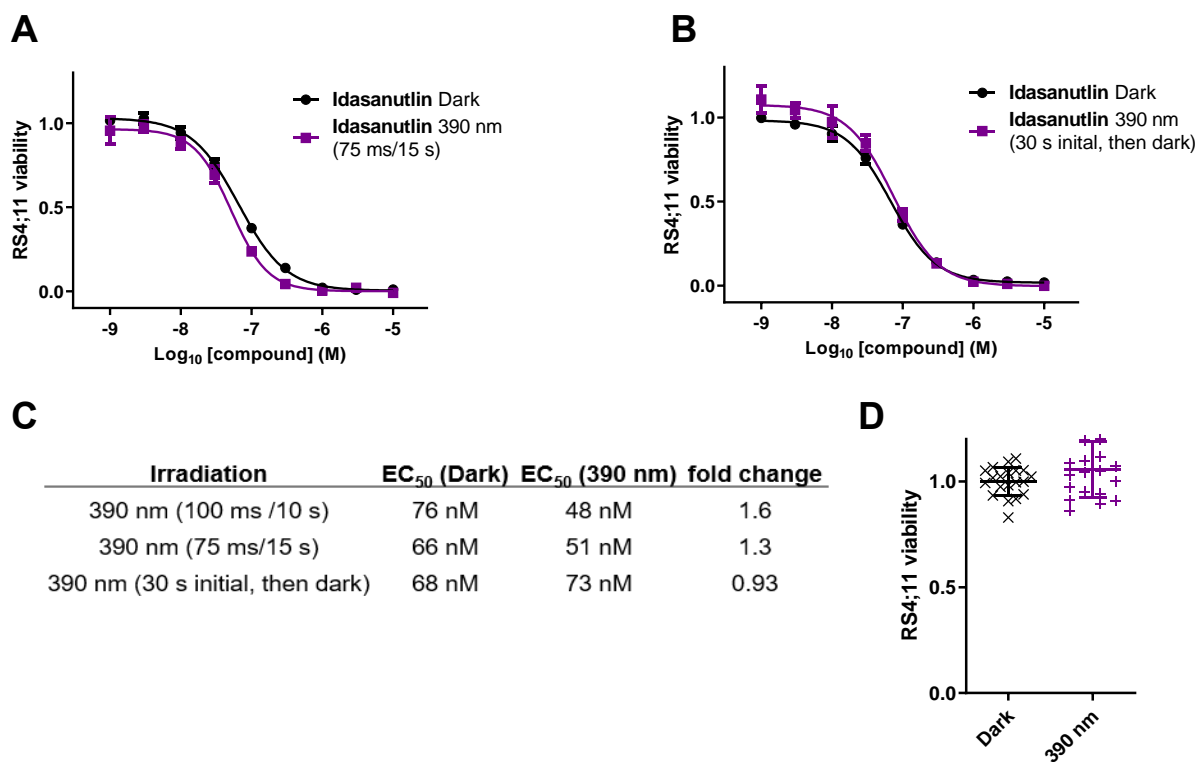 A
1.0
0.5
0.0
RS4;11 viability
-9 -8 -7 -6 -5
Log₁₀ [compound] (M)
Idasanutlin Dark
Idasanutlin 390 nm
(75 ms/15 s)
B
1.0
0.5
0.0
RS4;11 viability
-9 -8 -7 -6 -5
Log₁₀ [compound] (M)
Idasanutlin Dark
Idasanutlin 390 nm
(30 s inital, then dark)
C
Irradiation EC₅₀ (Dark) EC₅₀ (390 nm) fold change
390 nm (100 ms /10 s) 76 nM 48 nM 1.6
390 nm (75 ms/15 s) 66 nM 51 nM 1.3
390 nm (30 s initial, then dark) 68 nM 73 nM 0.93
D
1.0
0.5
0.0
RS4;11 viability
Dark
390 nm